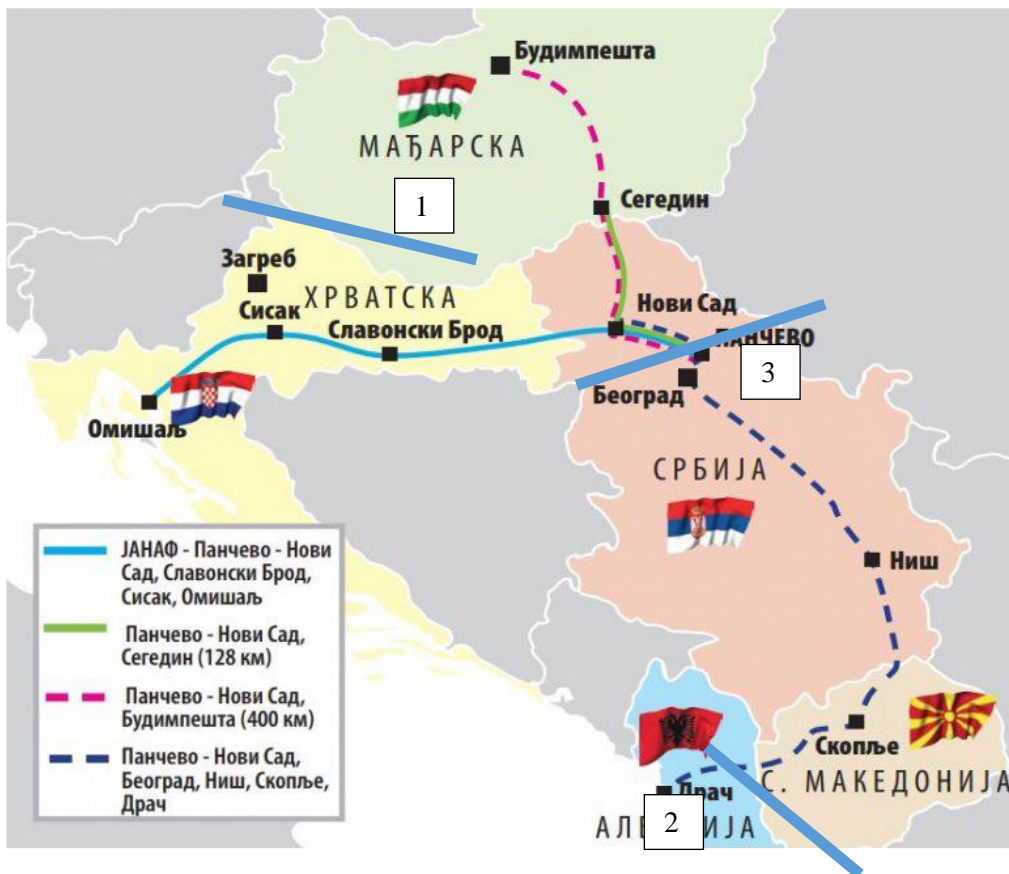 Будимпешта
МАЂАРСКА
1
Сегедин
Загреб
ХРВАТСКА
Сисак
Славонски Брод
Нови Сад
ПАНЧЕВО
3
Београд
Омишаљ
СРБИЈА
Ниш
ЈАНАФ - Панчево - Нови
Сад, Славонски Брод,
Сисак, Омишаљ
Панчево - Нови Сад,
Сегедин (128 км)
Панчево - Нови Сад,
Будимпешта (400 км)
Панчево - Нови Сад,
Београд, Ниш, Скопље,
Драч
Скопље
С. МАКЕДОНИЈА
Драч
2